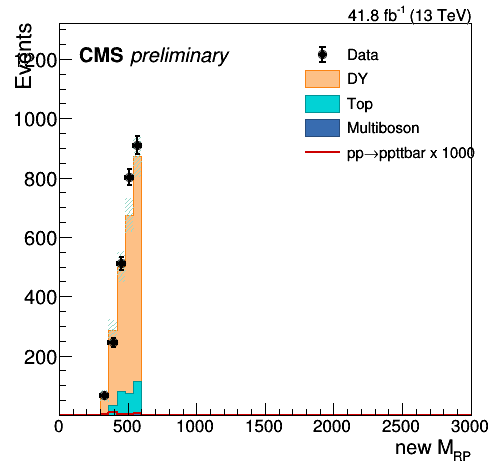 41.8 fb⁻¹ (13 TeV)
Events
CMS preliminary
Data
DY
Top
Multiboson
pp→ppttbar x 1000
1200
1000
800
600
400
200
0 500 1000 1500 2000 2500 3000
new M_RP